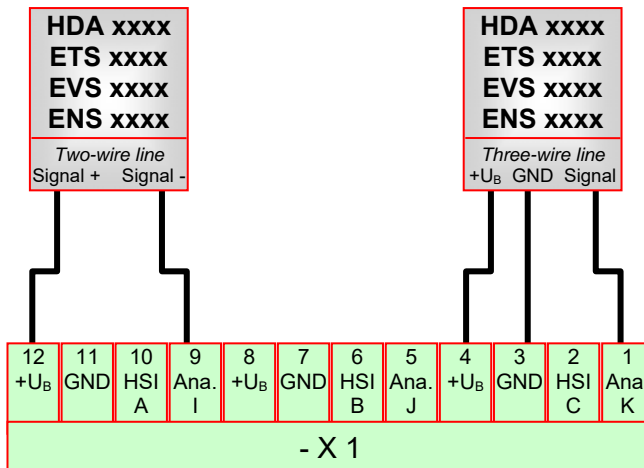 HDA xxxx
ETS xxxx
EVS xxxx
ENS xxxx
Two-wire line
Signal + Signal -
HDA xxxx
ETS xxxx
EVS xxxx
ENS xxxx
Three-wire line
+UB GND Signal
12 11 10 9 8 7 6 5 4 3 2 1
+UB GND HSI Ana. +UB GND HSI Ana. +UB GND HSI Ana
A I B J C K
- X 1